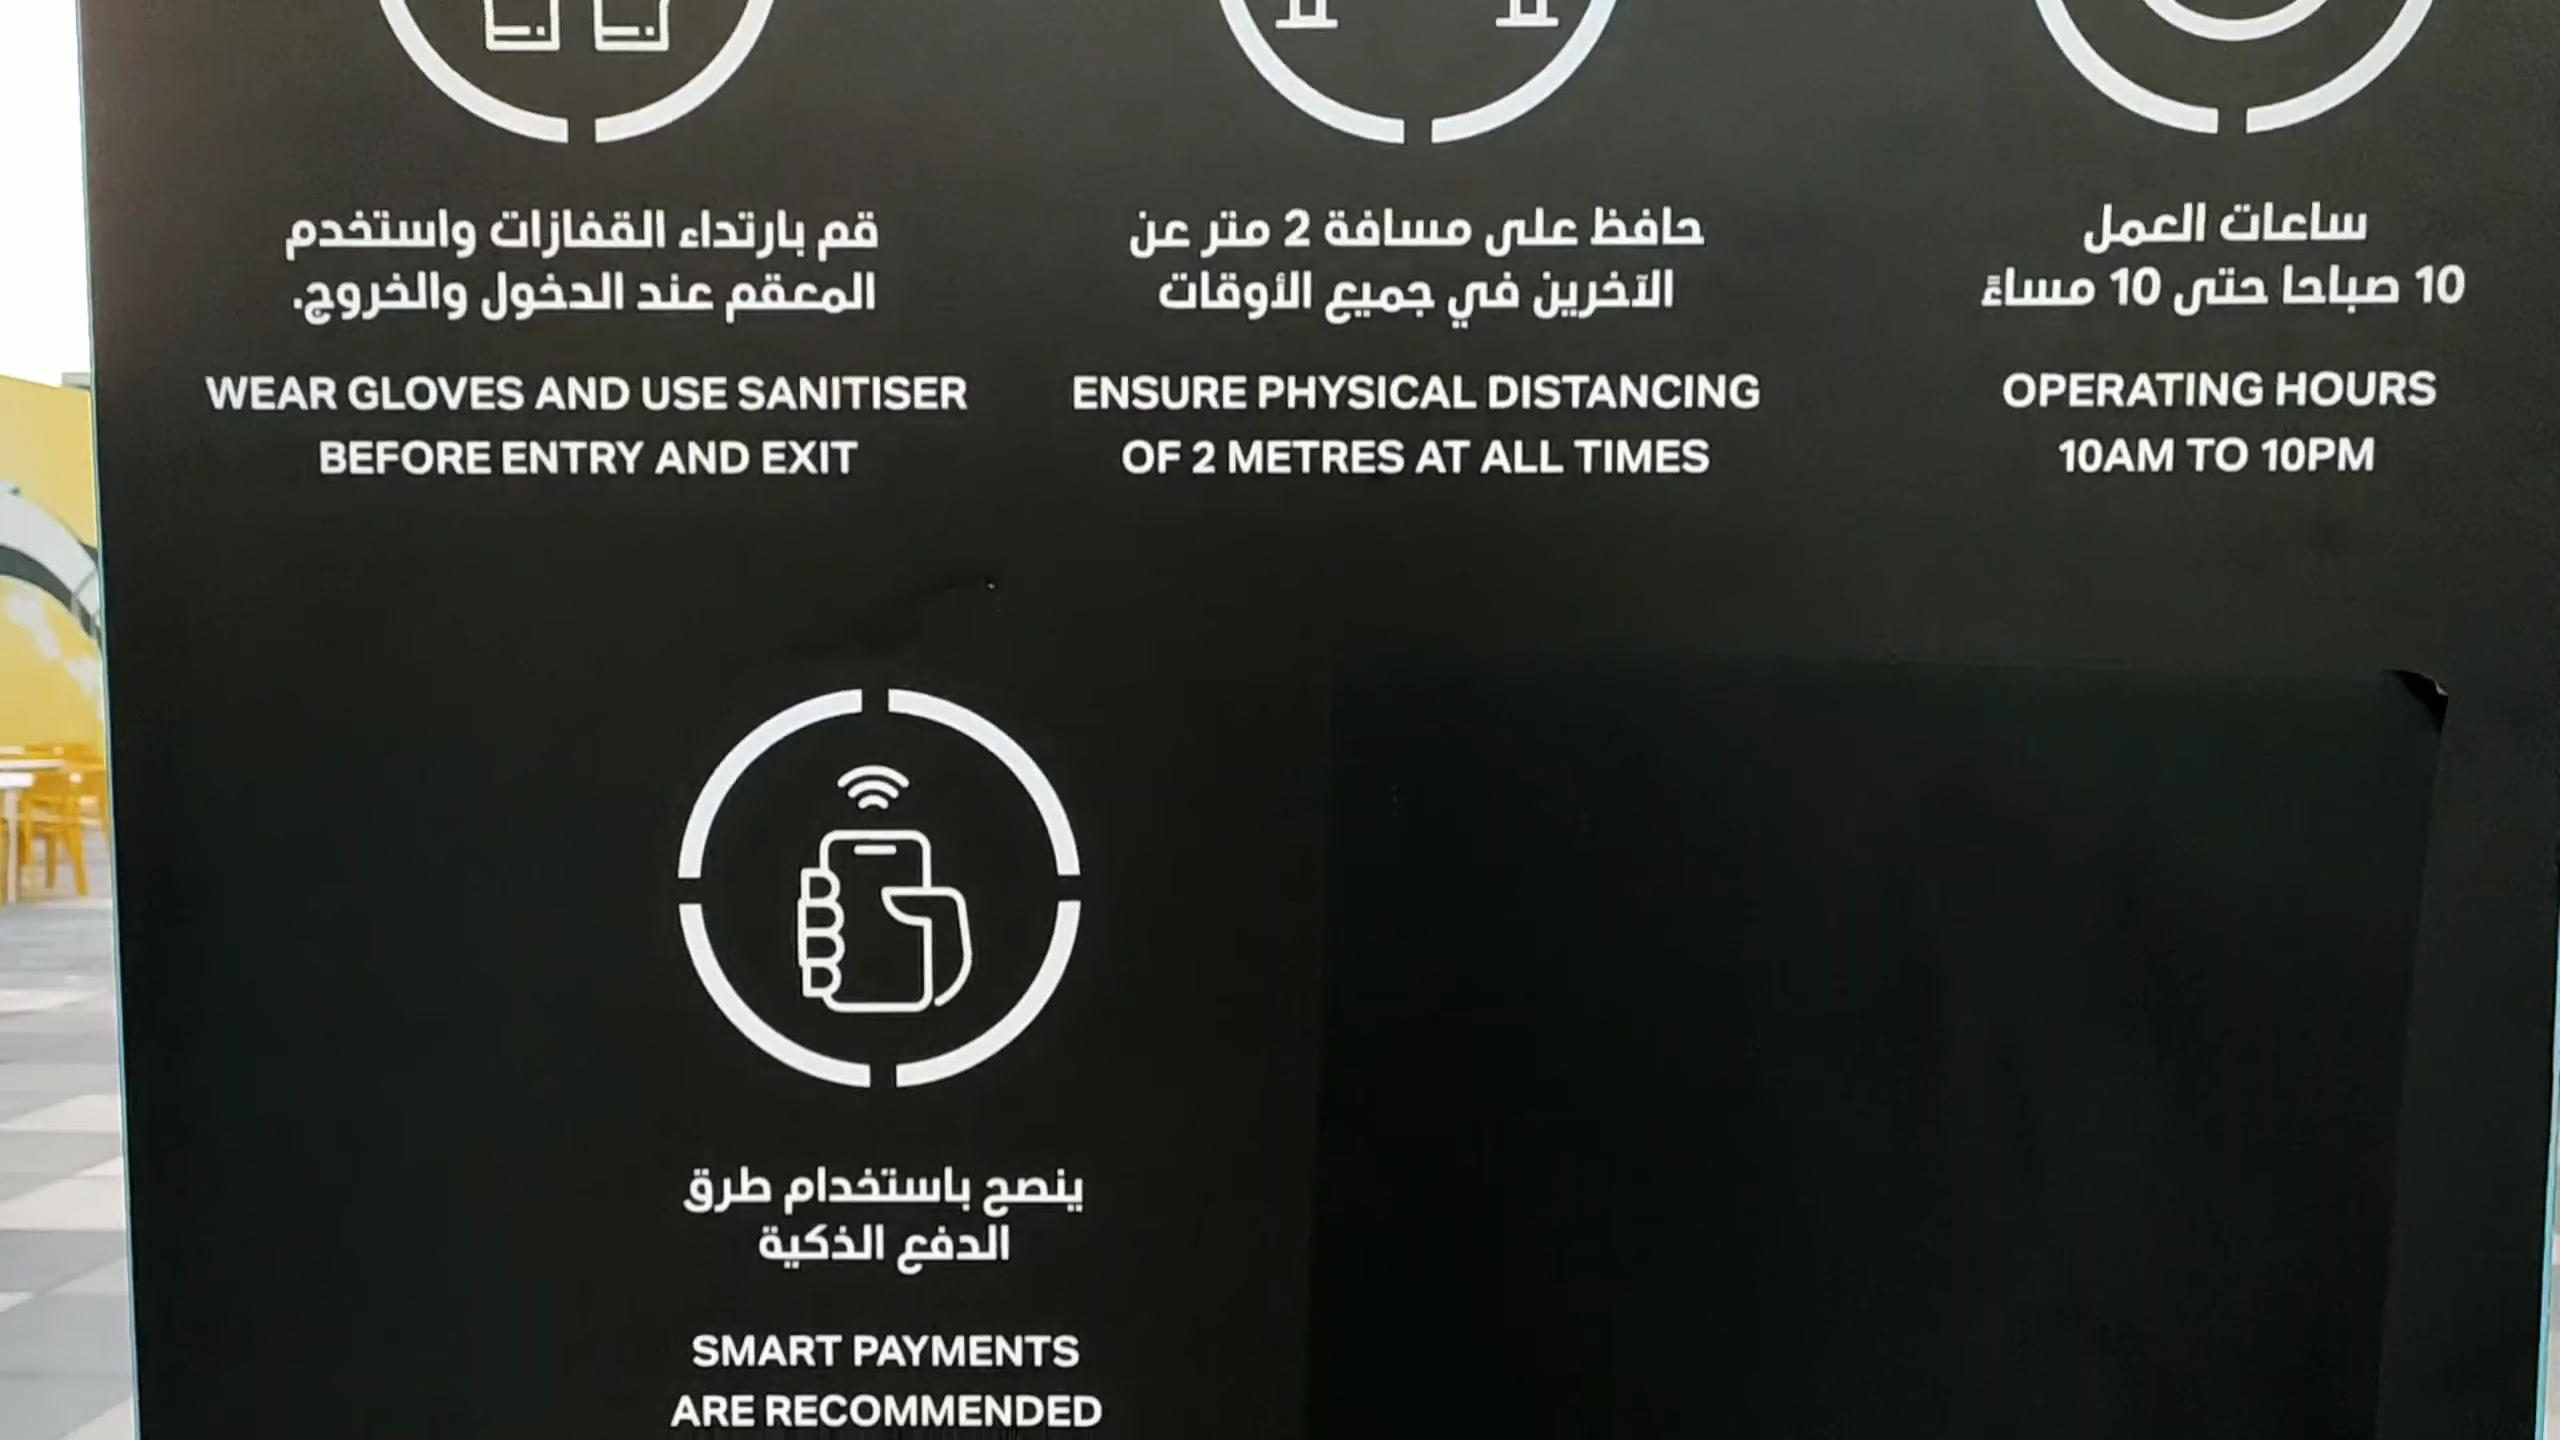 قم بارتداء القفازات واستخدم
المعقم عند الدخول والخروج.
WEAR GLOVES AND USE SANITISER
BEFORE ENTRY AND EXIT
حافظ على مسافة 2 متر عن
الآخرين في جميع الأوقات
ENSURE PHYSICAL DISTANCING
OF 2 METRES AT ALL TIMES
ساعات العمل
10 صباحا حتى 10 مساءً
OPERATING HOURS
10AM TO 10PM
ينصح باستخدام طرق
الدفع الذكية
SMART PAYMENTS
ARE RECOMMENDED